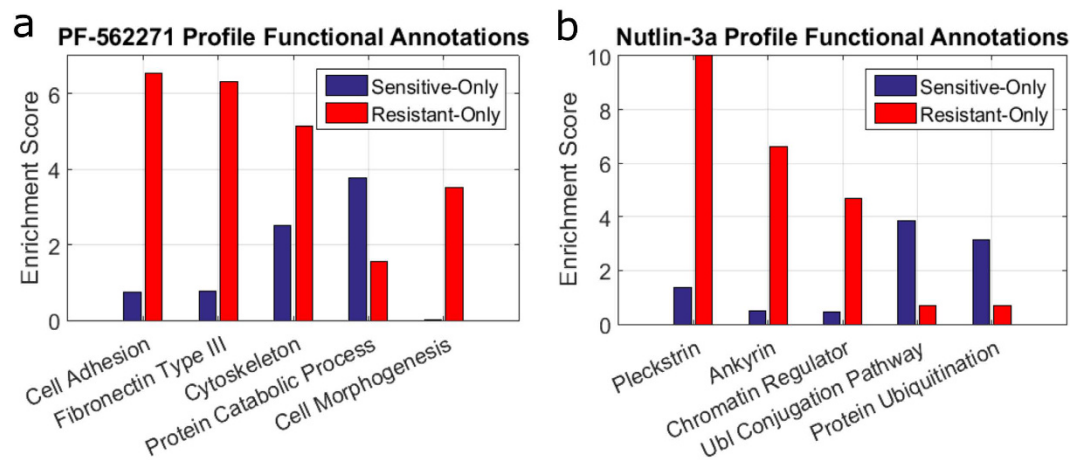 a
PF-562271 Profile Functional Annotations
Enrichment Score
6
4
2
0
Sensitive-Only
Resistant-Only
Cell Adhesion
Fibronectin Type III
Cytoskeleton
Protein Catabolic Process
Cell Morphogenesis
b
Nutlin-3a Profile Functional Annotations
Enrichment Score
10
8
6
4
2
0
Sensitive-Only
Resistant-Only
Pleckstrin
Ankyrin
Chromatin Regulator
Ubl Conjugation Pathway
Protein Ubiquitination